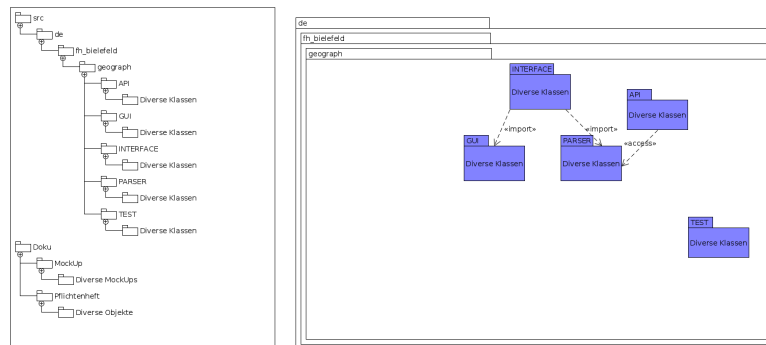 src
de
fh_bielefeld
geograph
API
Diverse Klassen
GUI
Diverse Klassen
INTERFACE
Diverse Klassen
PARSER
Diverse Klassen
TEST
Diverse Klassen
Doku
MockUp
Diverse MockUps
Pflichtenheft
Diverse Objekte
de
fh_bielefeld
geograph
INTERFACE
Diverse Klassen
API
Diverse Klassen
«import»
«import»
«access»
GUI
Diverse Klassen
PARSER
Diverse Klassen
TEST
Diverse Klassen